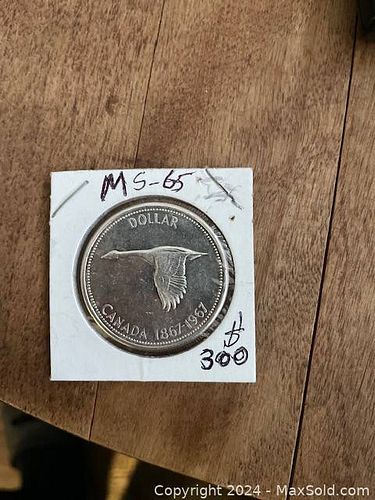 MS-65
DOLLAR
CANADA 1867-1967
$
300
Copyright © 2024 - MaxSold.com